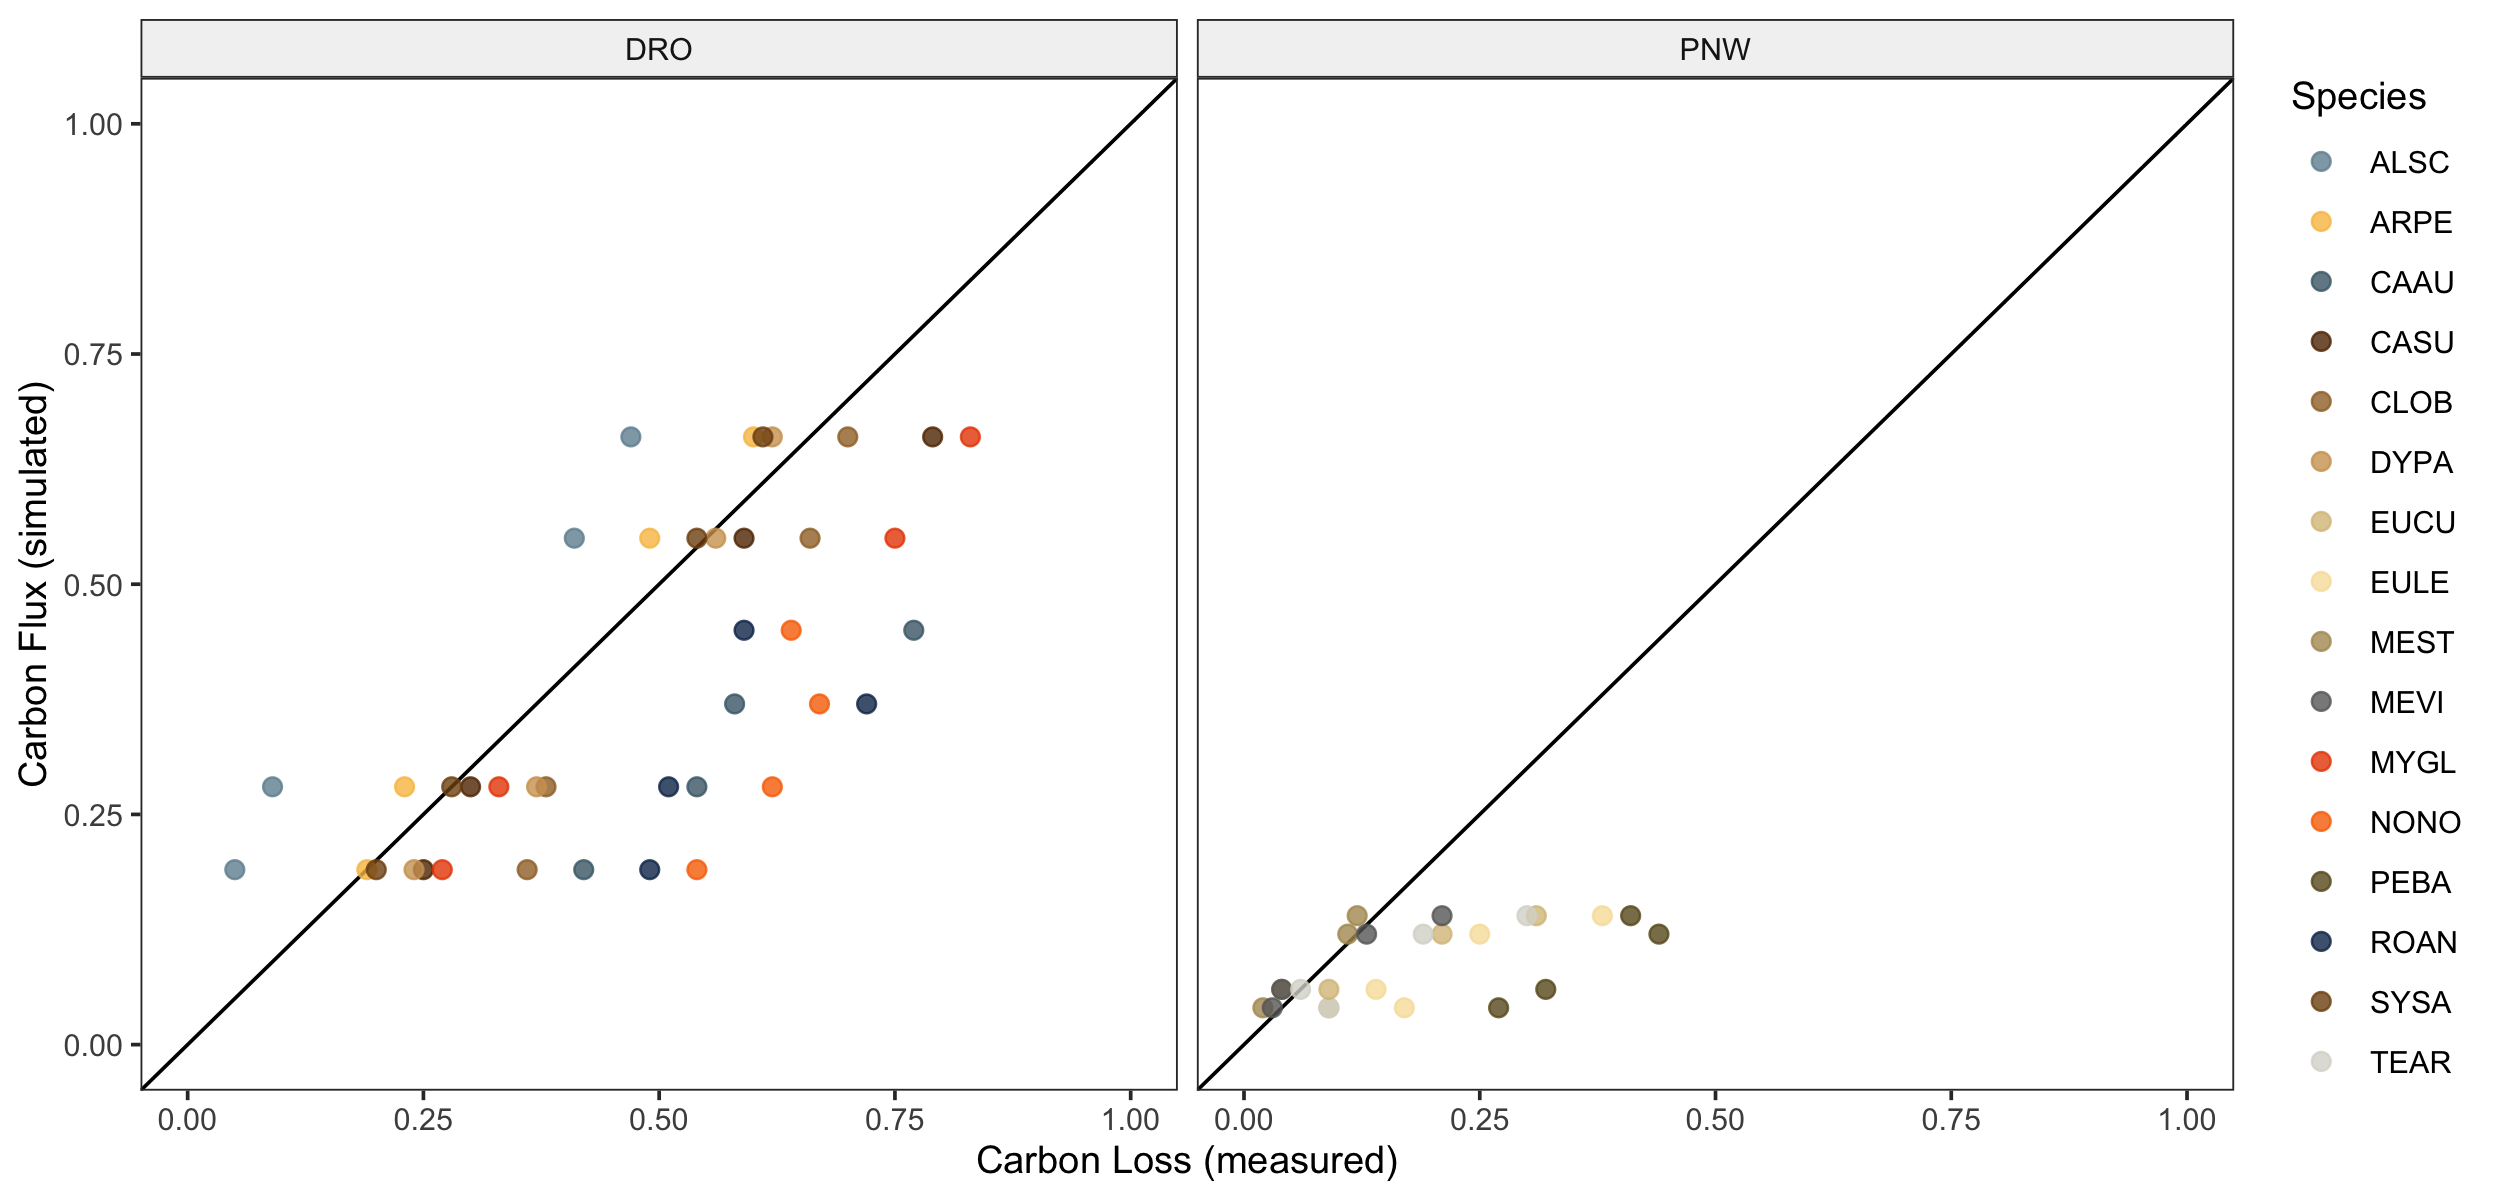 DRO
PNW
Carbon Flux (simulated)
1.00
0.75
0.50
0.25
0.00
0.00
0.25
0.50
0.75
1.00
0.00
0.25
0.50
0.75
1.00
Carbon Loss (measured)
Species
ALSC
ARPE
CAAU
CASU
CLOB
DYPA
EUCU
EULE
MEST
MEVI
MYGL
NONO
PEBA
ROAN
SYSA
TEAR